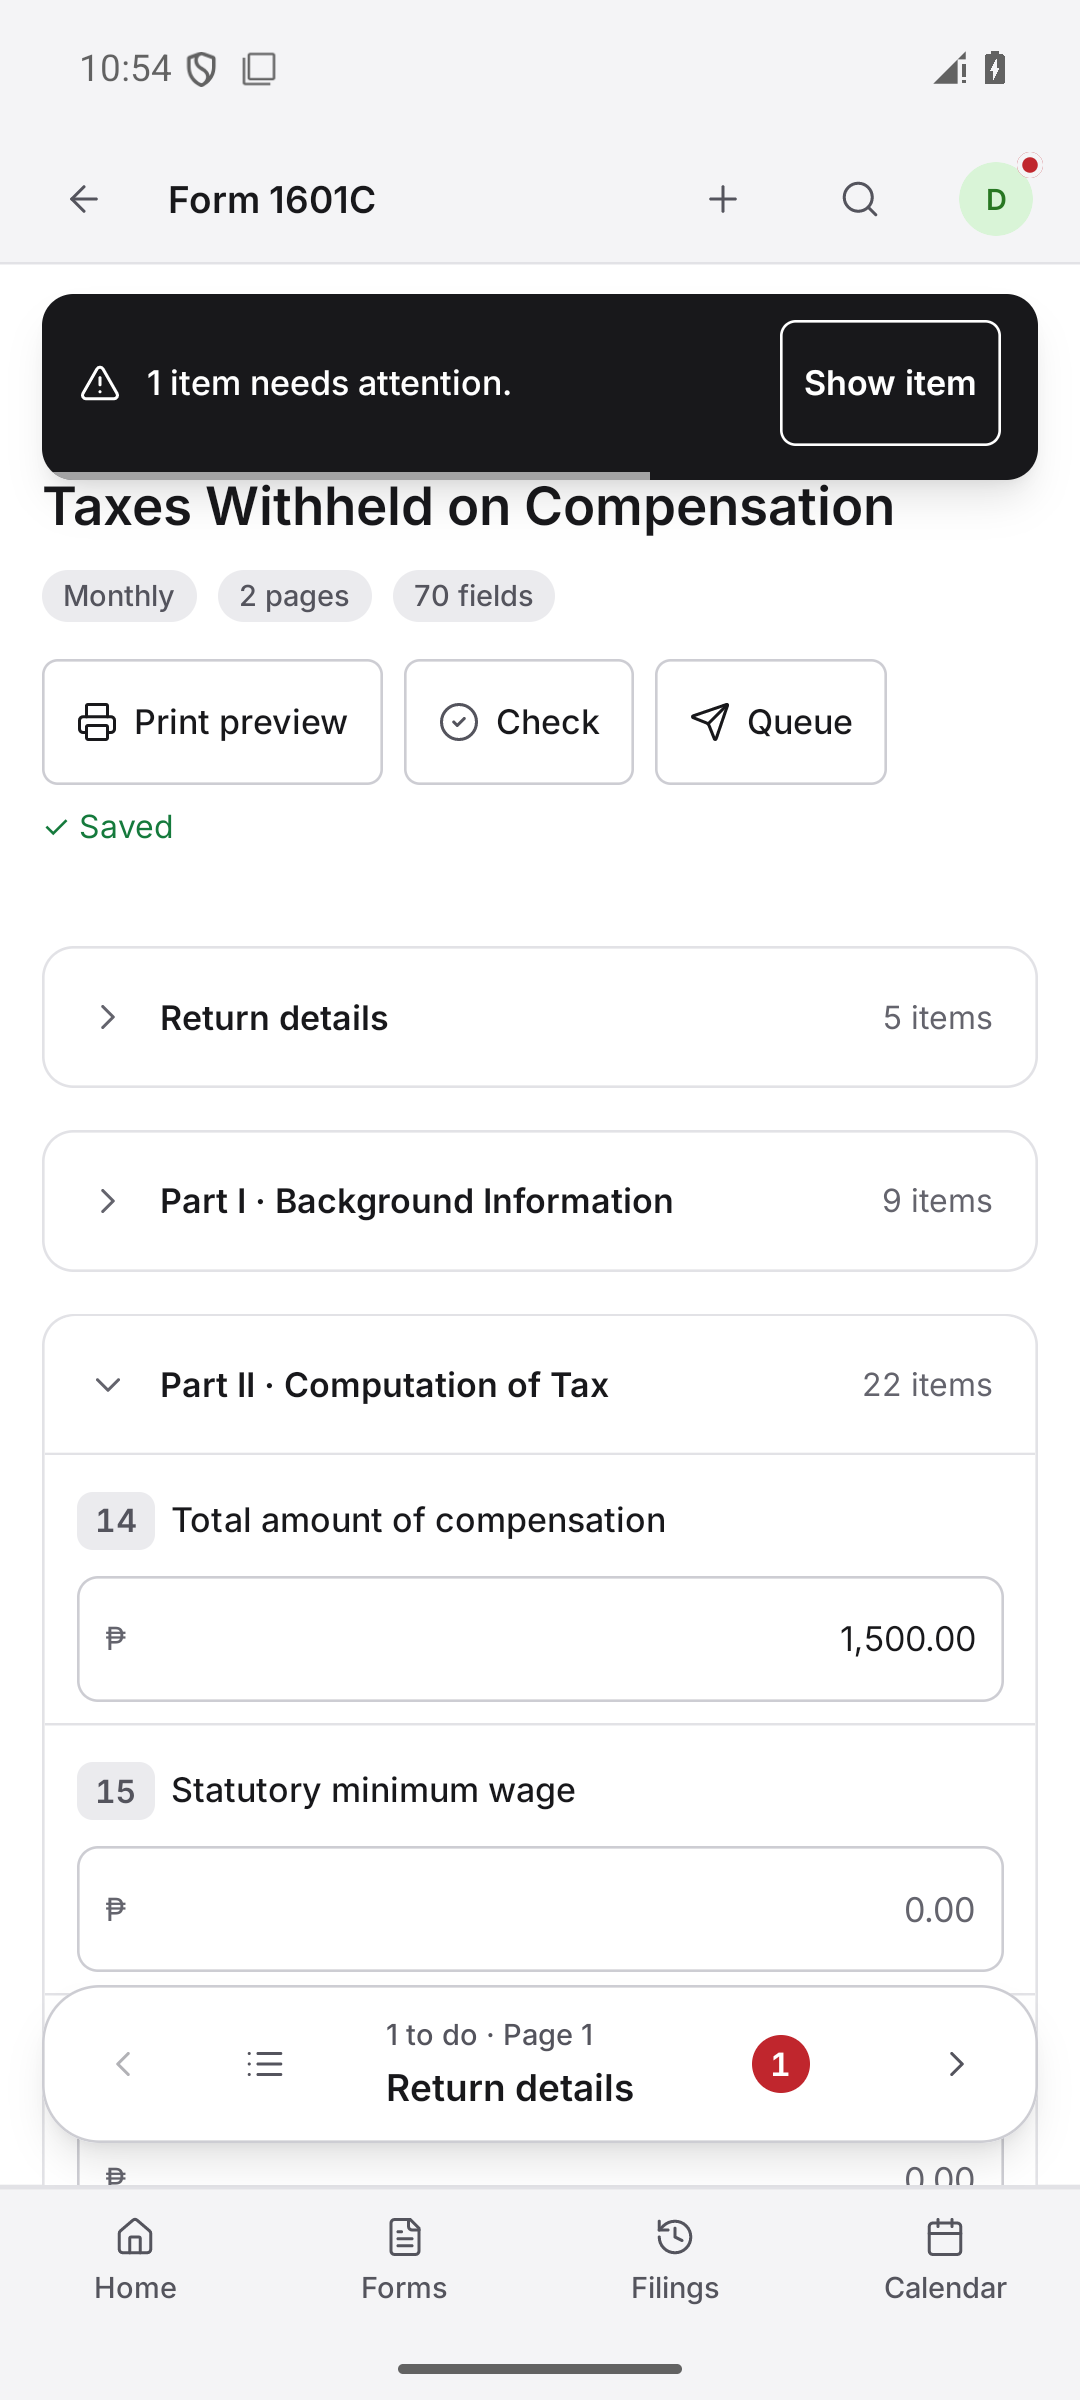 10:54
Form 1601C
D
1 item needs attention.
Show item
Taxes Withheld on Compensation
Monthly
2 pages
70 fields
Print preview
Check
Queue
Saved
Return details
5 items
Part I · Background Information
9 items
Part II · Computation of Tax
22 items
14 Total amount of compensation
₱ 1,500.00
15 Statutory minimum wage
₱ 0.00
1 to do · Page 1
Return details
1
₱ 0.00
Home
Forms
Filings
Calendar